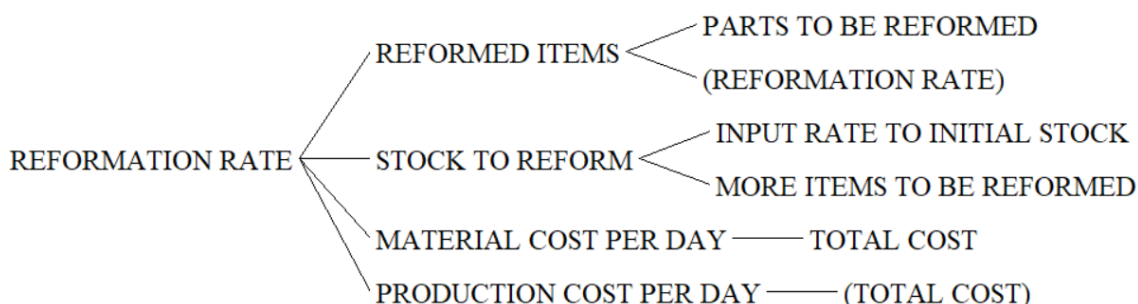 PARTS TO BE REFORMED
REFORMED ITEMS
(REFORMATION RATE)
INPUT RATE TO INITIAL STOCK
REFORMATION RATE
STOCK TO REFORM
MORE ITEMS TO BE REFORMED
MATERIAL COST PER DAY
TOTAL COST
PRODUCTION COST PER DAY
(TOTAL COST)